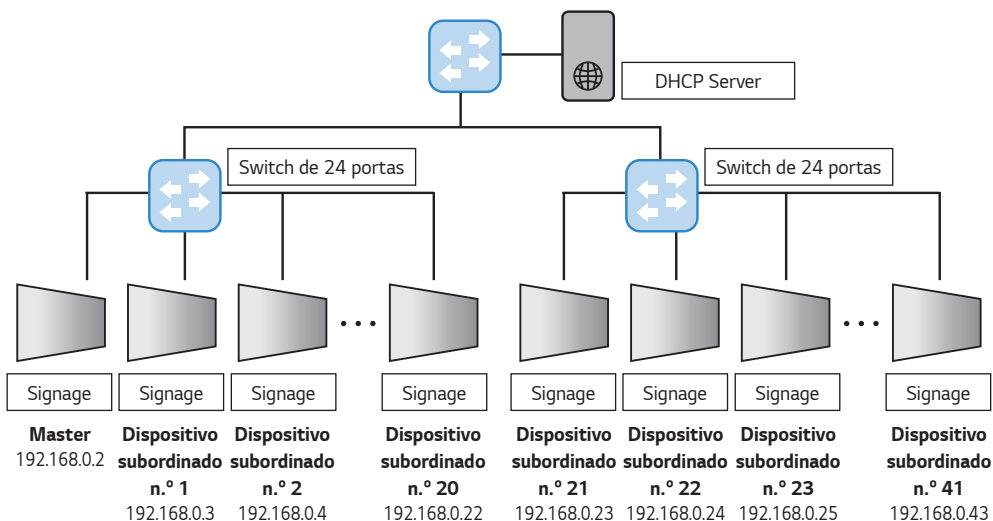 DHCP Server
Switch de 24 portas
Switch de 24 portas
Signage
Signage
Signage
Signage
Signage
Signage
Signage
Signage
Master
192.168.0.2
Dispositivo
subordinado
n.º 1
192.168.0.3
Dispositivo
subordinado
n.º 2
192.168.0.4
Dispositivo
subordinado
n.º 20
192.168.0.22
Dispositivo
subordinado
n.º 21
192.168.0.23
Dispositivo
subordinado
n.º 22
192.168.0.24
Dispositivo
subordinado
n.º 23
192.168.0.25
Dispositivo
subordinado
n.º 41
192.168.0.43